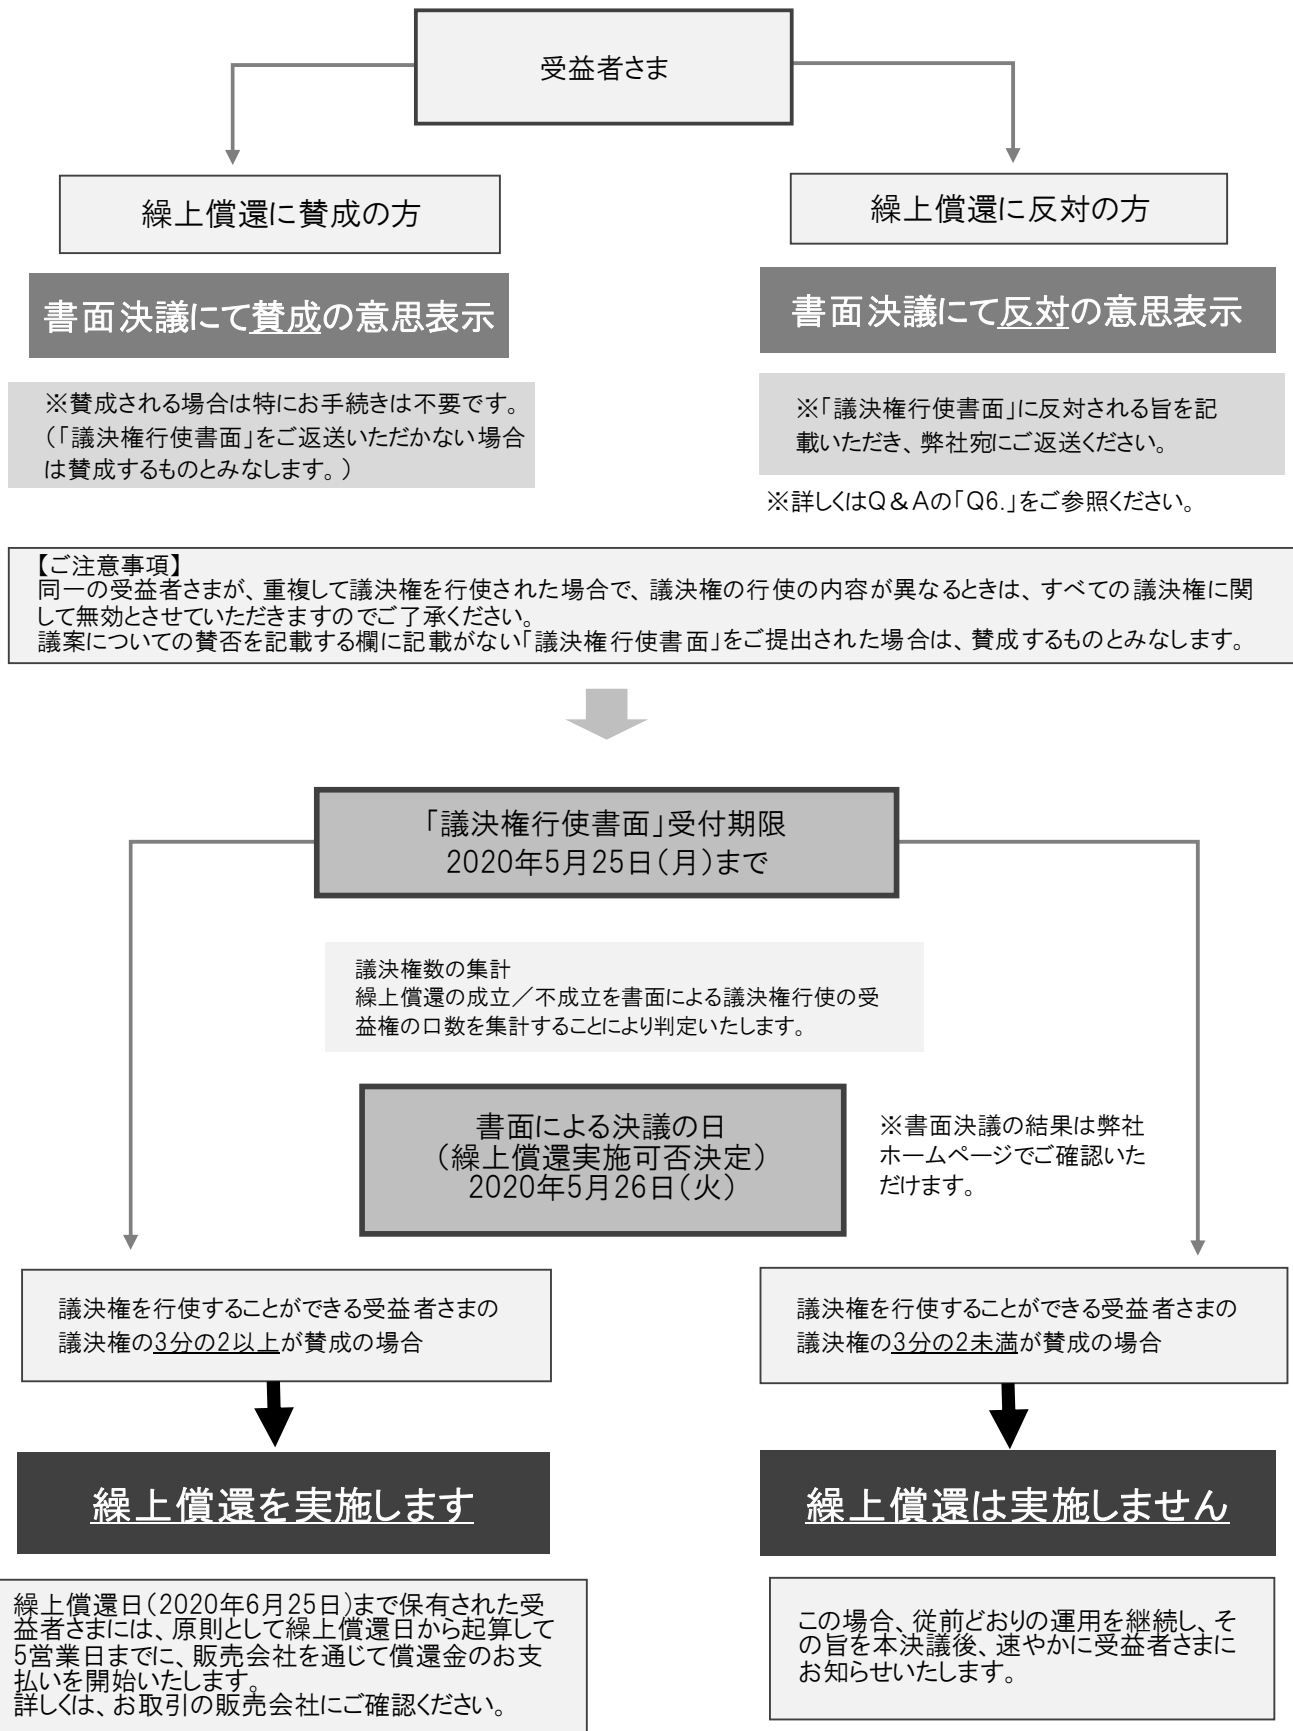 受益者さま
繰上償還に賛成の方
繰上償還に反対の方
書面決議にて賛成の意思表示
書面決議にて反対の意思表示
※賛成される場合は特にお手続きは不要です。
（「議決権行使書面」をご返送いただかない場合
は賛成するものとみなします。）
※「議決権行使書面」に反対される旨を記
載いただき、弊社宛にご返送ください。
※詳しくはQ＆Aの「Q6.」をご参照ください。
【ご注意事項】
同一の受益者さまが、重複して議決権を行使された場合で、議決権の行使の内容が異なるときは、すべての議決権に関
して無効とさせていただきますのでご了承ください。
議案についての賛否を記載する欄に記載がない「議決権行使書面」をご提出された場合は、賛成するものとみなします。
「議決権行使書面」受付期限
2020年5月25日（月）まで
議決権数の集計
繰上償還の成立／不成立を書面による議決権行使の受
益権の口数を集計することにより判定いたします。
書面による決議の日
（繰上償還実施可否決定）
2020年5月26日（火）
※書面決議の結果は弊社
ホームページでご確認いた
だけます。
議決権を行使することができる受益者さまの
議決権の3分の2以上が賛成の場合
議決権を行使することができる受益者さまの
議決権の3分の2未満が賛成の場合
繰上償還を実施します
繰上償還は実施しません
繰上償還日（2020年6月25日）まで保有された受
益者さまには、原則として繰上償還日から起算して
5営業日までに、販売会社を通じて償還金のお支
払いを開始いたします。
詳しくは、お取引の販売会社にご確認ください。
この場合、従前どおりの運用を継続し、そ
の旨を本決議後、速やかに受益者さまに
お知らせいたします。